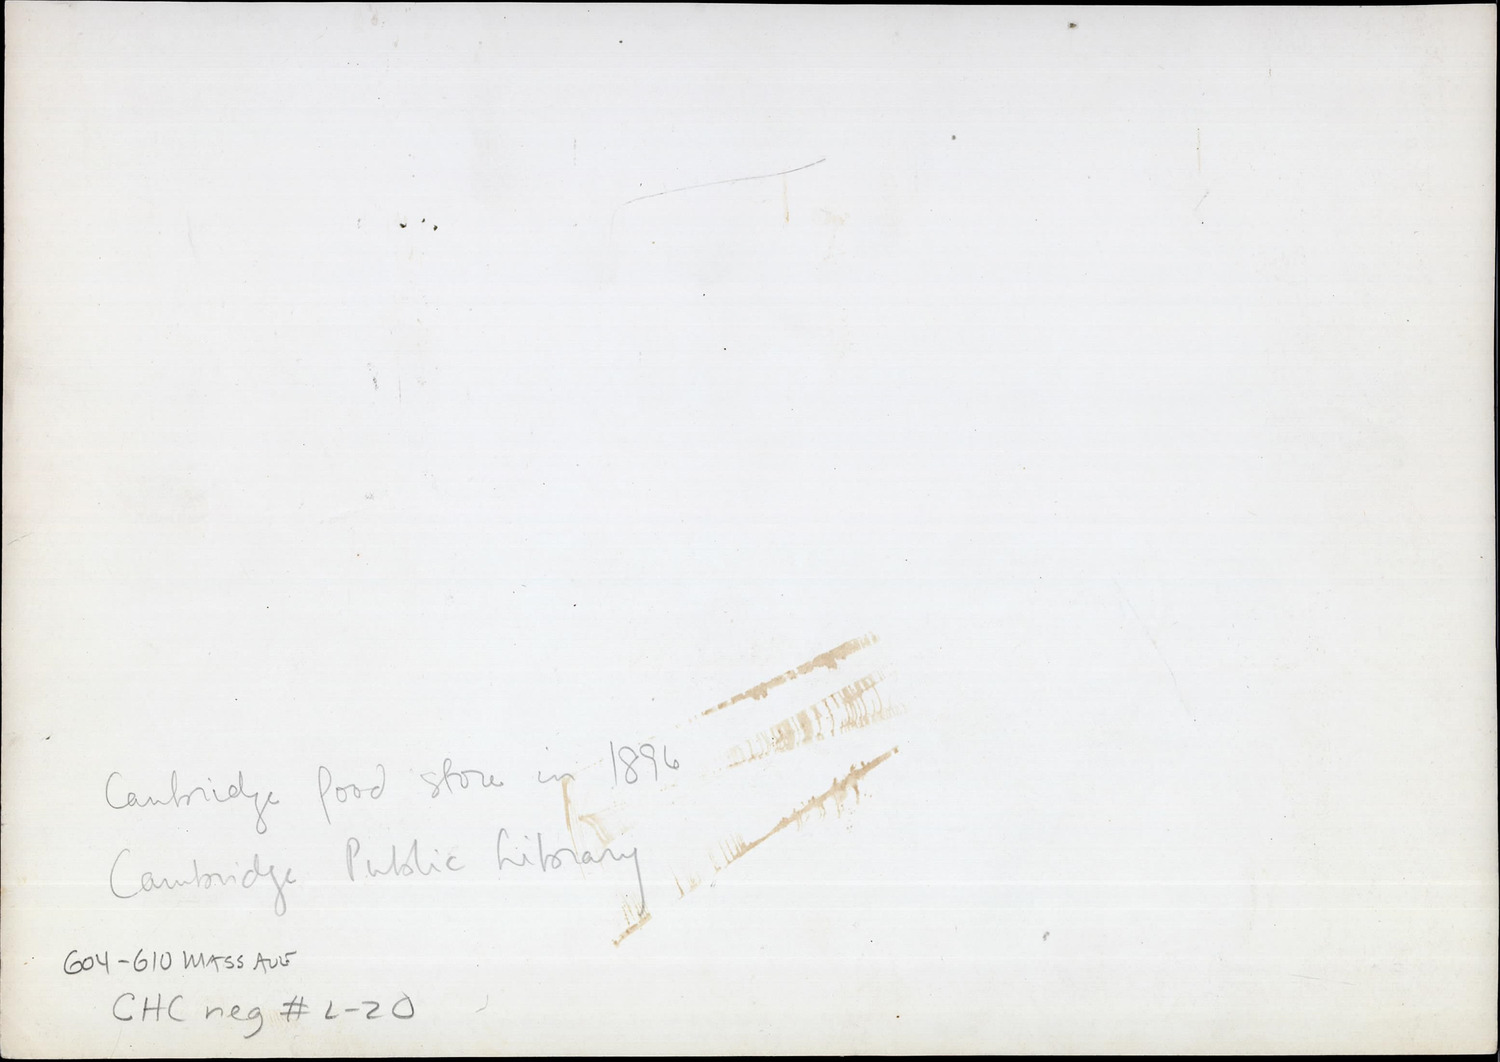 Cambridge food store in 1896
Cambridge Public Library
604-610 MASS AVE
CHC neg # L-20